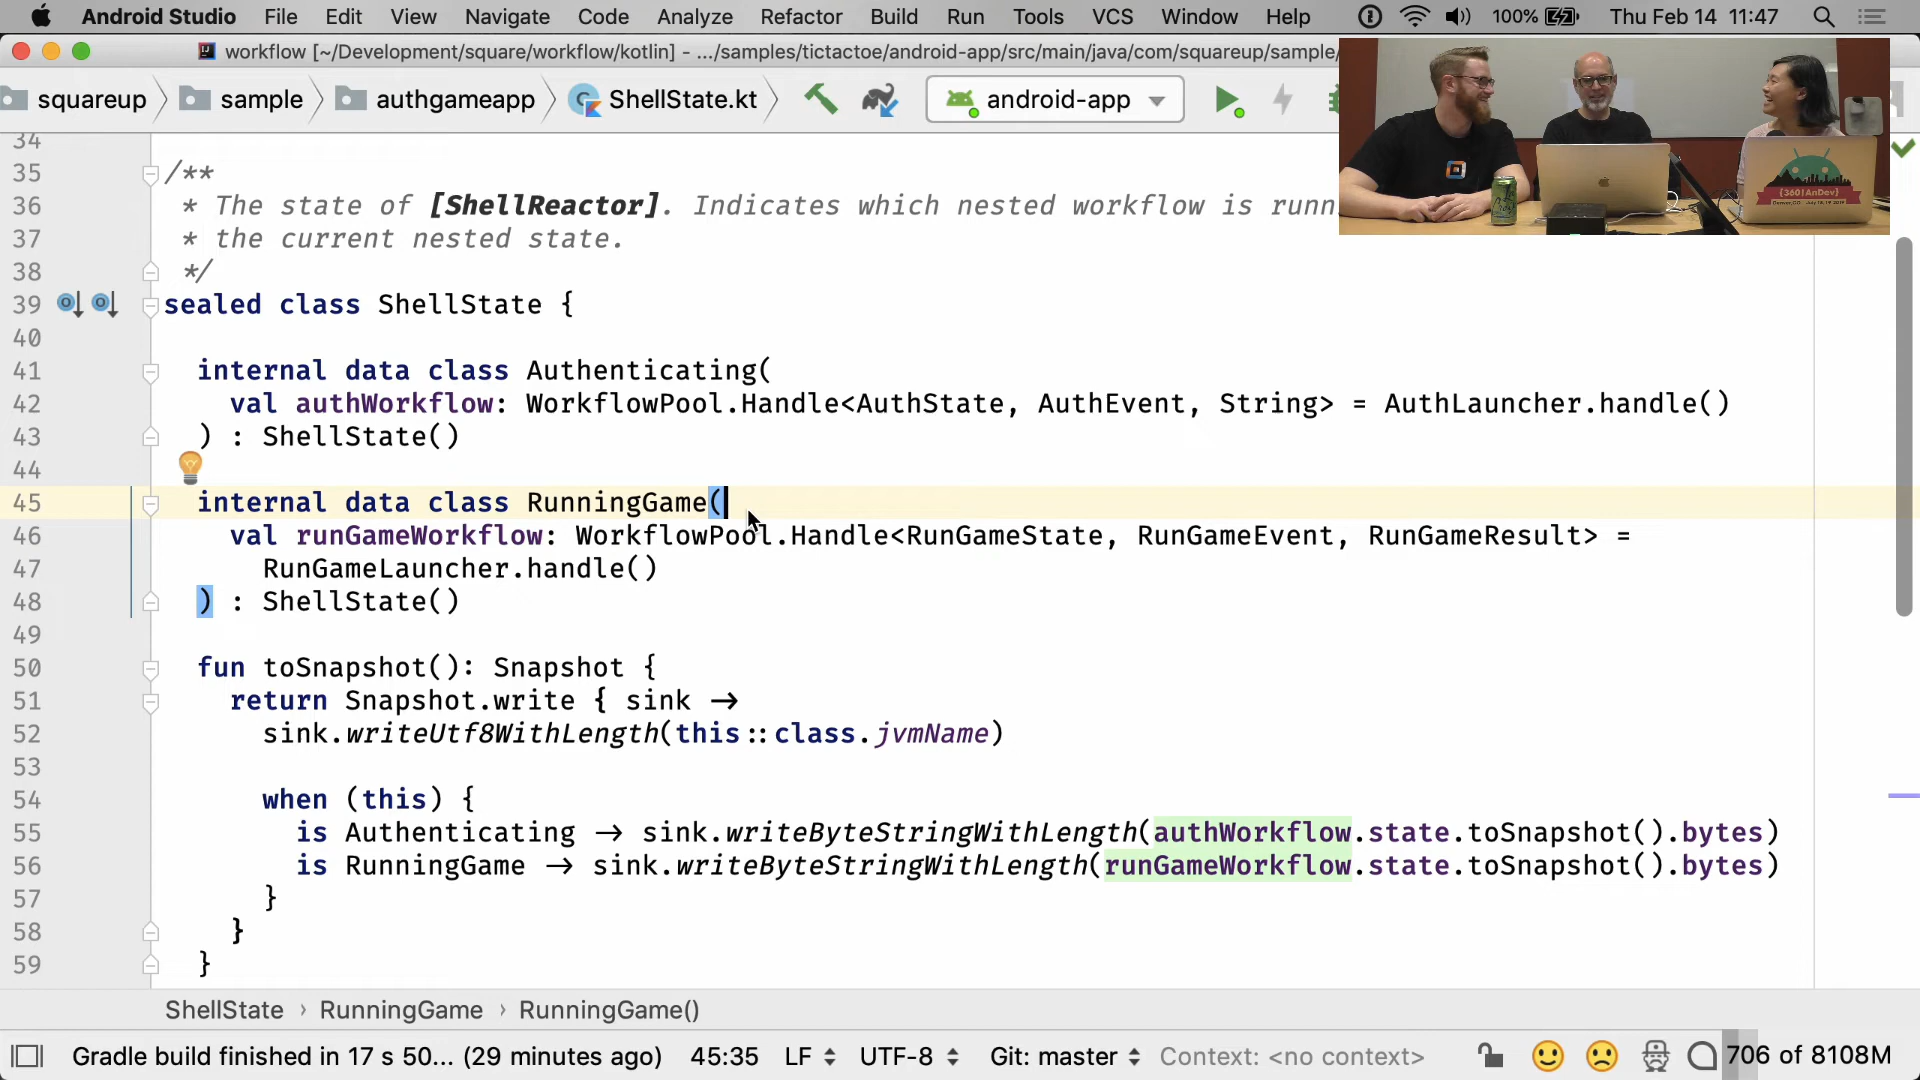 Android Studio File Edit View Navigate Code Analyze Refactor Build Run Tools VCS Window Help 100% Thu Feb 14 11:47
workflow [~/Development/square/workflow/kotlin] - .../samples/tictactoe/android-app/src/main/java/com/squareup/sample/
squareup sample authgameapp ShellState.kt android-app
34
35 /**
36 * The state of [ShellReactor]. Indicates which nested workflow is runn
37 * the current nested state.
38 */
39 sealed class ShellState {
40
41 internal data class Authenticating(
42 val authWorkflow: WorkflowPool.Handle<AuthState, AuthEvent, String> = AuthLauncher.handle()
43 ) : ShellState()
44
45 internal data class RunningGame(
46 val runGameWorkflow: WorkflowPool.Handle<RunGameState, RunGameEvent, RunGameResult> =
47 RunGameLauncher.handle()
48 ) : ShellState()
49
50 fun toSnapshot(): Snapshot {
51 return Snapshot.write { sink →
52 sink.writeUtf8WithLength(this::class.jvmName)
53
54 when (this) {
55 is Authenticating → sink.writeByteStringWithLength(authWorkflow.state.toSnapshot().bytes)
56 is RunningGame → sink.writeByteStringWithLength(runGameWorkflow.state.toSnapshot().bytes)
57 }
58 }
59 }
ShellState › RunningGame › RunningGame()
Gradle build finished in 17 s 50... (29 minutes ago) 45:35 LF UTF-8 Git: master Context: <no context> 706 of 8108M
{360|AnDev}